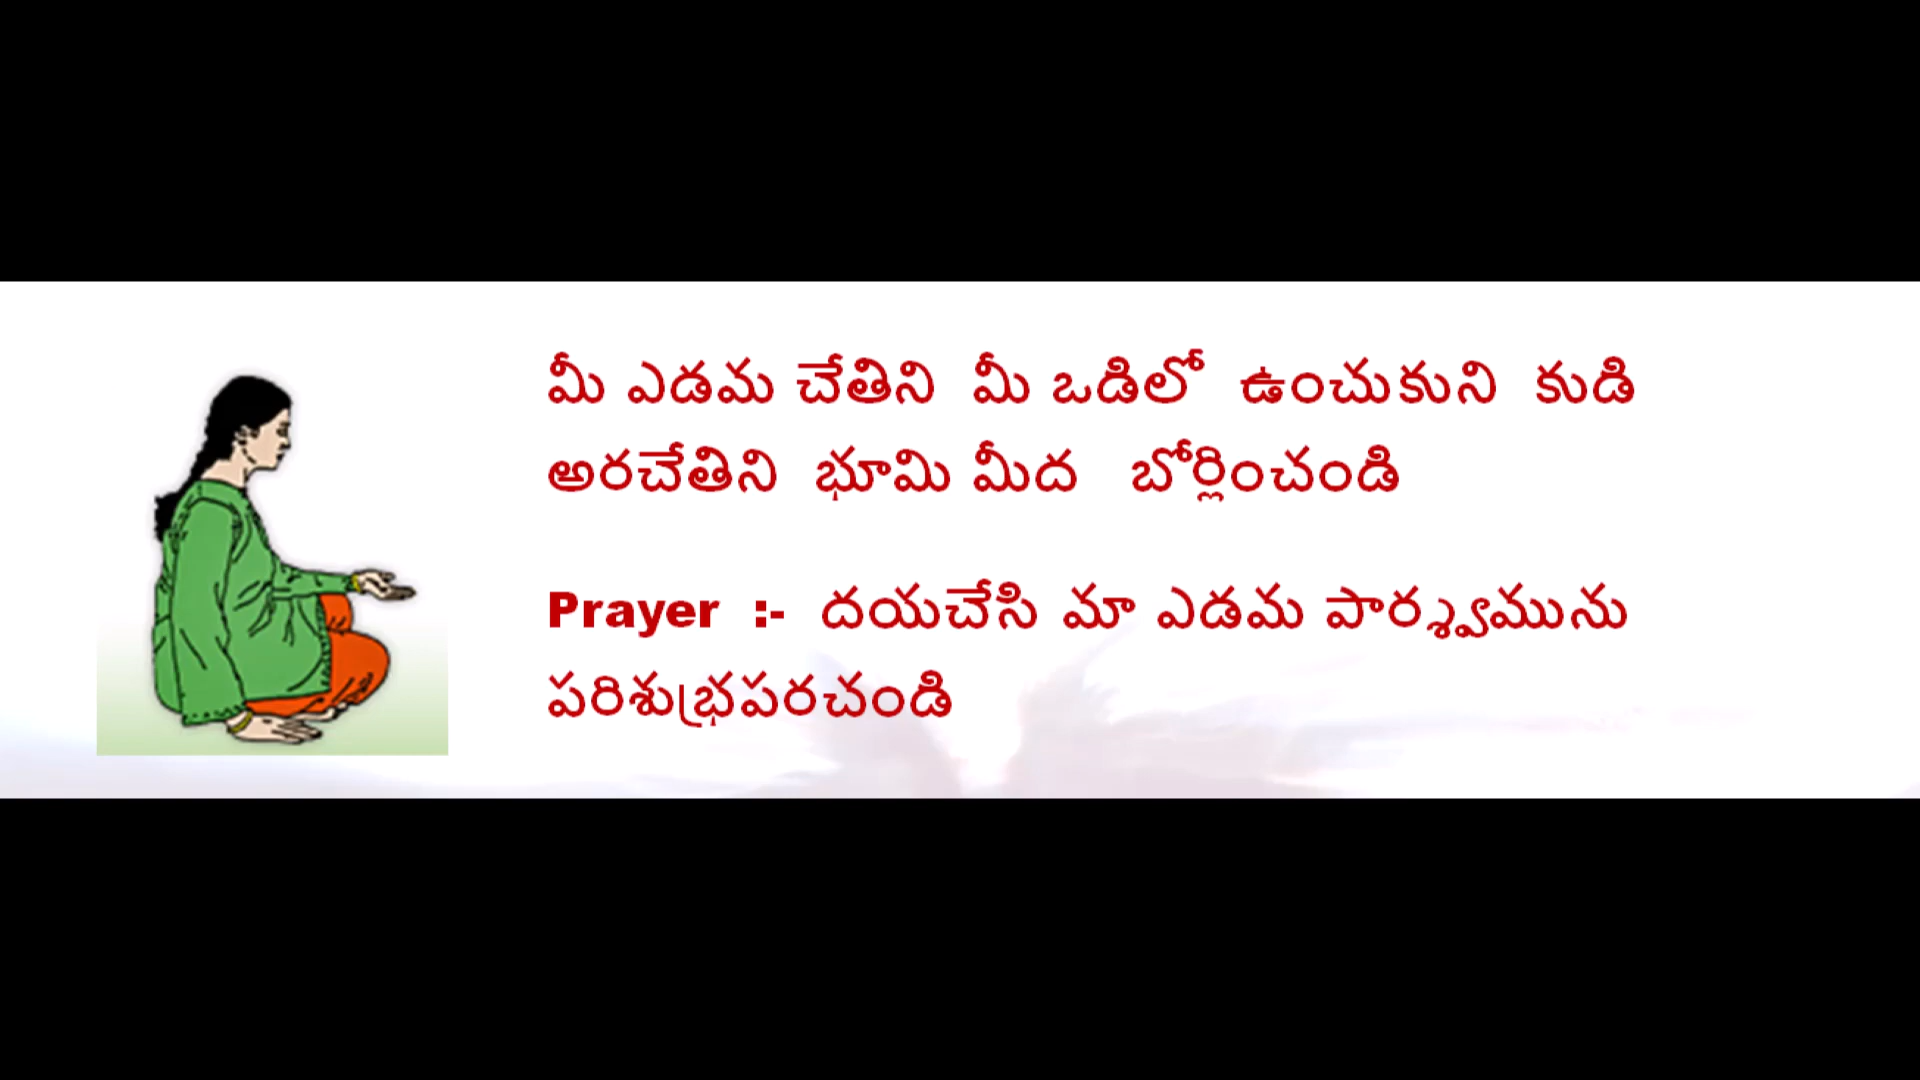 మీ ఎడమ చేతిని మీ ఒడిలో ఉంచుకుని కుడి
అరచేతిని భూమి మీద బోర్లించండి
Prayer :- దయచేసి మా ఎడమ పార్శ్వమును
పరిశుభ్రపరచండి